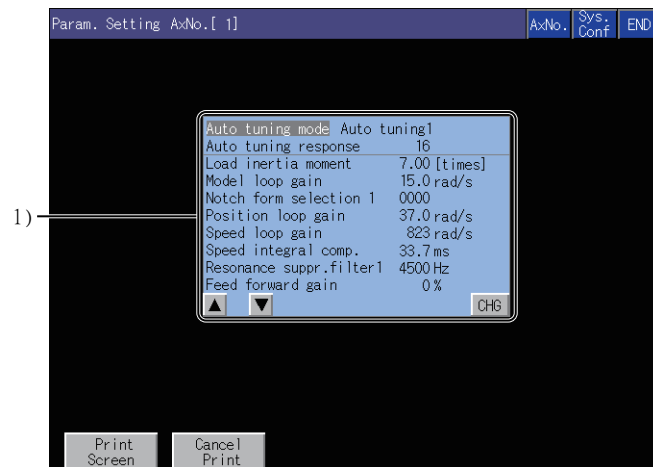 Param. Setting AxNo.[ 1]
AxNo.
Sys.
Conf
END
Auto tuning mode Auto tuning1
Auto tuning response 16
Load inertia moment 7.00 [times]
Model loop gain 15.0 rad/s
Notch form selection 1 0000
Position loop gain 37.0 rad/s
Speed loop gain 823 rad/s
Speed integral comp. 33.7 ms
Resonance suppr.filter1 4500 Hz
Feed forward gain 0 %
▲ ▼ CHG
1)
Print
Screen
Cancel
Print